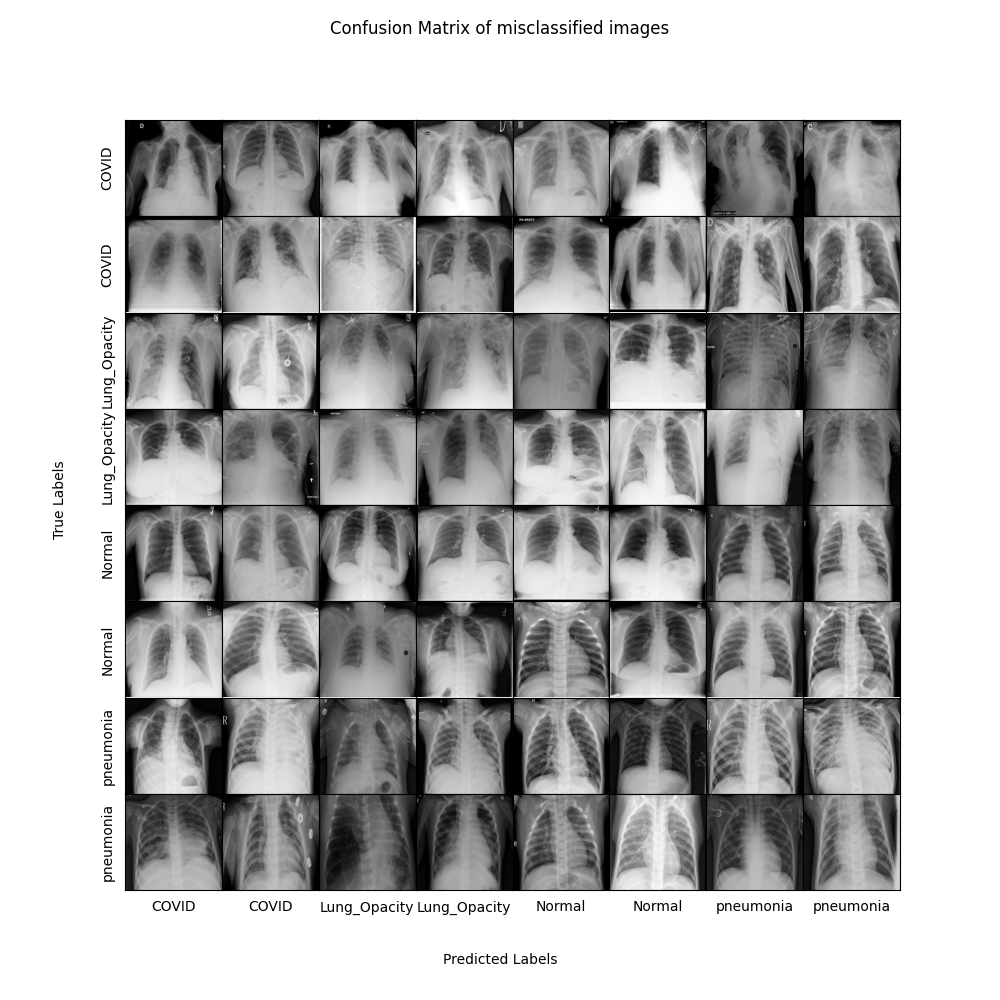 Confusion Matrix of misclassified images
True Labels
COVID
COVID
Lung_Opacity
Lung_Opacity
Normal
Normal
pneumonia
pneumonia
COVID COVID Lung_Opacity Lung_Opacity Normal Normal pneumonia pneumonia
Predicted Labels